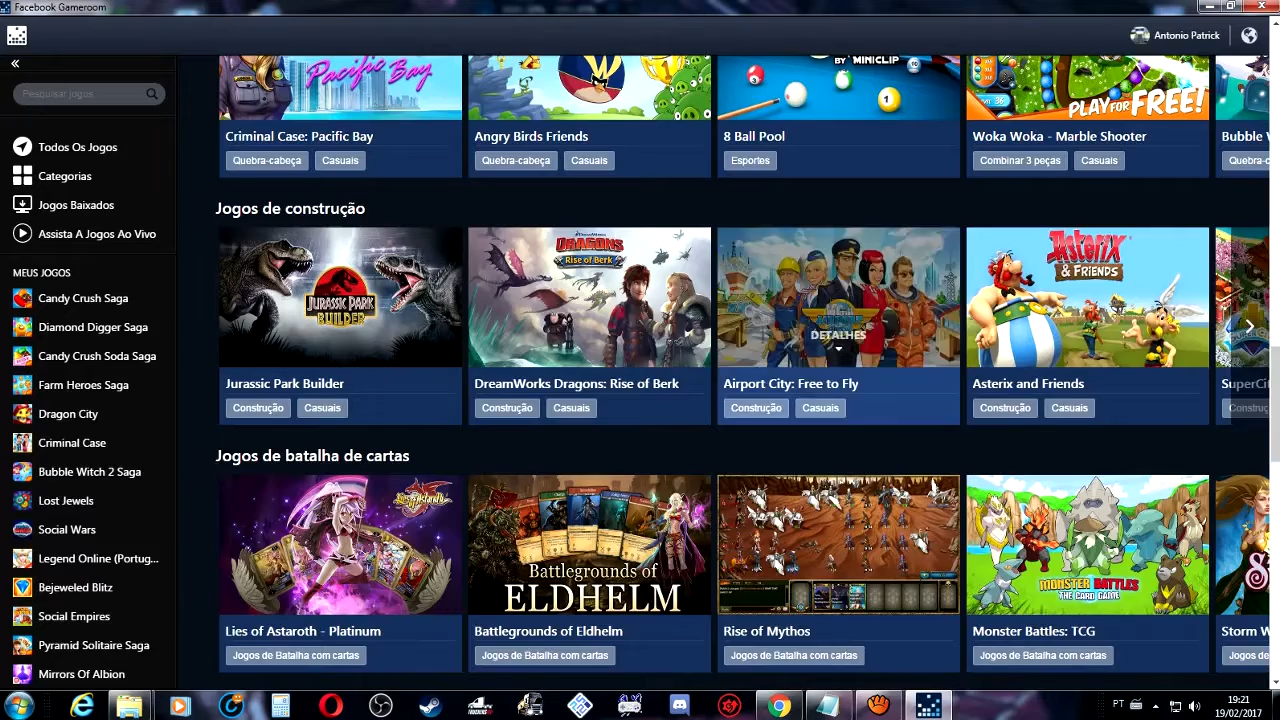 Facebook Gameroom
Antonio Patrick
«
Pesquisar jogos
Todos Os Jogos
Categorias
Jogos Baixados
Assista A Jogos Ao Vivo
MEUS JOGOS
Candy Crush Saga
Diamond Digger Saga
Candy Crush Soda Saga
Farm Heroes Saga
Dragon City
Criminal Case
Bubble Witch 2 Saga
Lost Jewels
Social Wars
Legend Online (Portug...
Bejeweled Blitz
Social Empires
Pyramid Solitaire Saga
Mirrors Of Albion
Pacific Bay
BY MINICLIP
PLAY FOR FREE!
Criminal Case: Pacific Bay
Angry Birds Friends
8 Ball Pool
Woka Woka - Marble Shooter
Bubble
Quebra-cabeça Casuais
Quebra-cabeça Casuais
Esportes
Combinar 3 peças Casuais
Quebra-c
Jogos de construção
JURASSIC PARK
BUILDER
DRAGONS
Rise of Berk
DETALHES
Asterix
& FRIENDS
Jurassic Park Builder
DreamWorks Dragons: Rise of Berk
Airport City: Free to Fly
Asterix and Friends
SuperCit
Construção Casuais
Construção Casuais
Construção Casuais
Construção Casuais
Construç
Jogos de batalha de cartas
Battlegrounds of
ELDHELM
MONSTER BATTLES
THE CARD GAME
Lies of Astaroth - Platinum
Battlegrounds of Eldhelm
Rise of Mythos
Monster Battles: TCG
Storm W
Jogos de Batalha com cartas
Jogos de Batalha com cartas
Jogos de Batalha com cartas
Jogos de Batalha com cartas
Jogos de
PT
19:21
19/02/2017